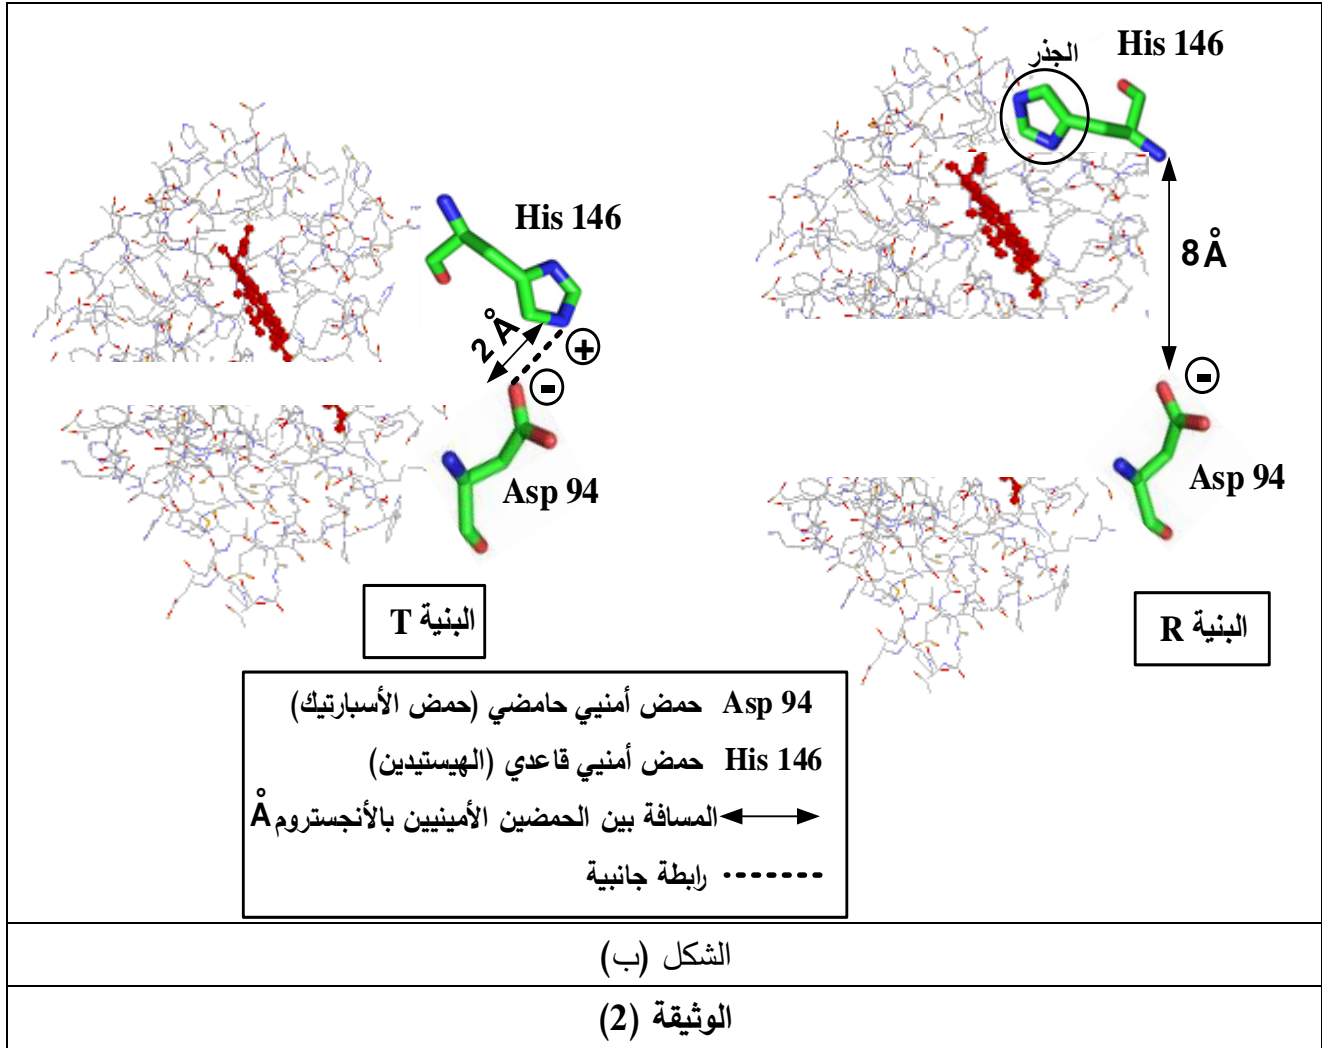 الجذر
His 146
His 146
8Å
2 Å
+
-
-
Asp 94
Asp 94
البنية T
البنية R
Asp 94 حمض أمنيي حامضي (حمض الأسبارتيك)
His 146 حمض أمنيي قاعدي (الهيستيدين)
المسافة بين الحمضين الأمينيين بالأنجستروم Å
رابطة جانبية
الشكل (ب)
الوثيقة (2)